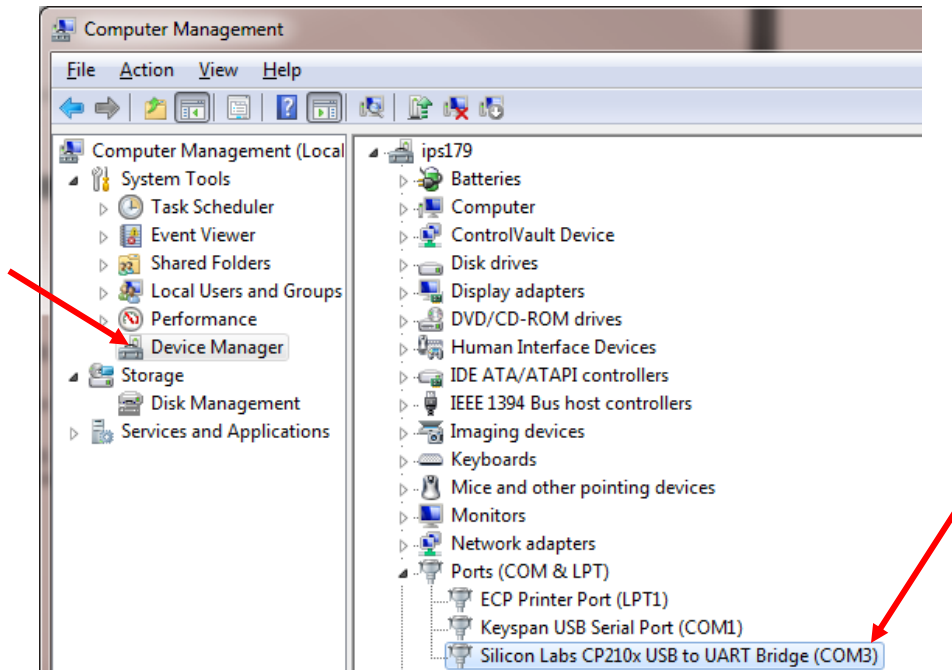 Computer Management
File Action View Help
Computer Management (Local
System Tools
Task Scheduler
Event Viewer
Shared Folders
Local Users and Groups
Performance
Device Manager
Storage
Disk Management
Services and Applications
ips179
Batteries
Computer
ControlVault Device
Disk drives
Display adapters
DVD/CD-ROM drives
Human Interface Devices
IDE ATA/ATAPI controllers
IEEE 1394 Bus host controllers
Imaging devices
Keyboards
Mice and other pointing devices
Monitors
Network adapters
Ports (COM & LPT)
ECP Printer Port (LPT1)
Keyspan USB Serial Port (COM1)
Silicon Labs CP210x USB to UART Bridge (COM3)